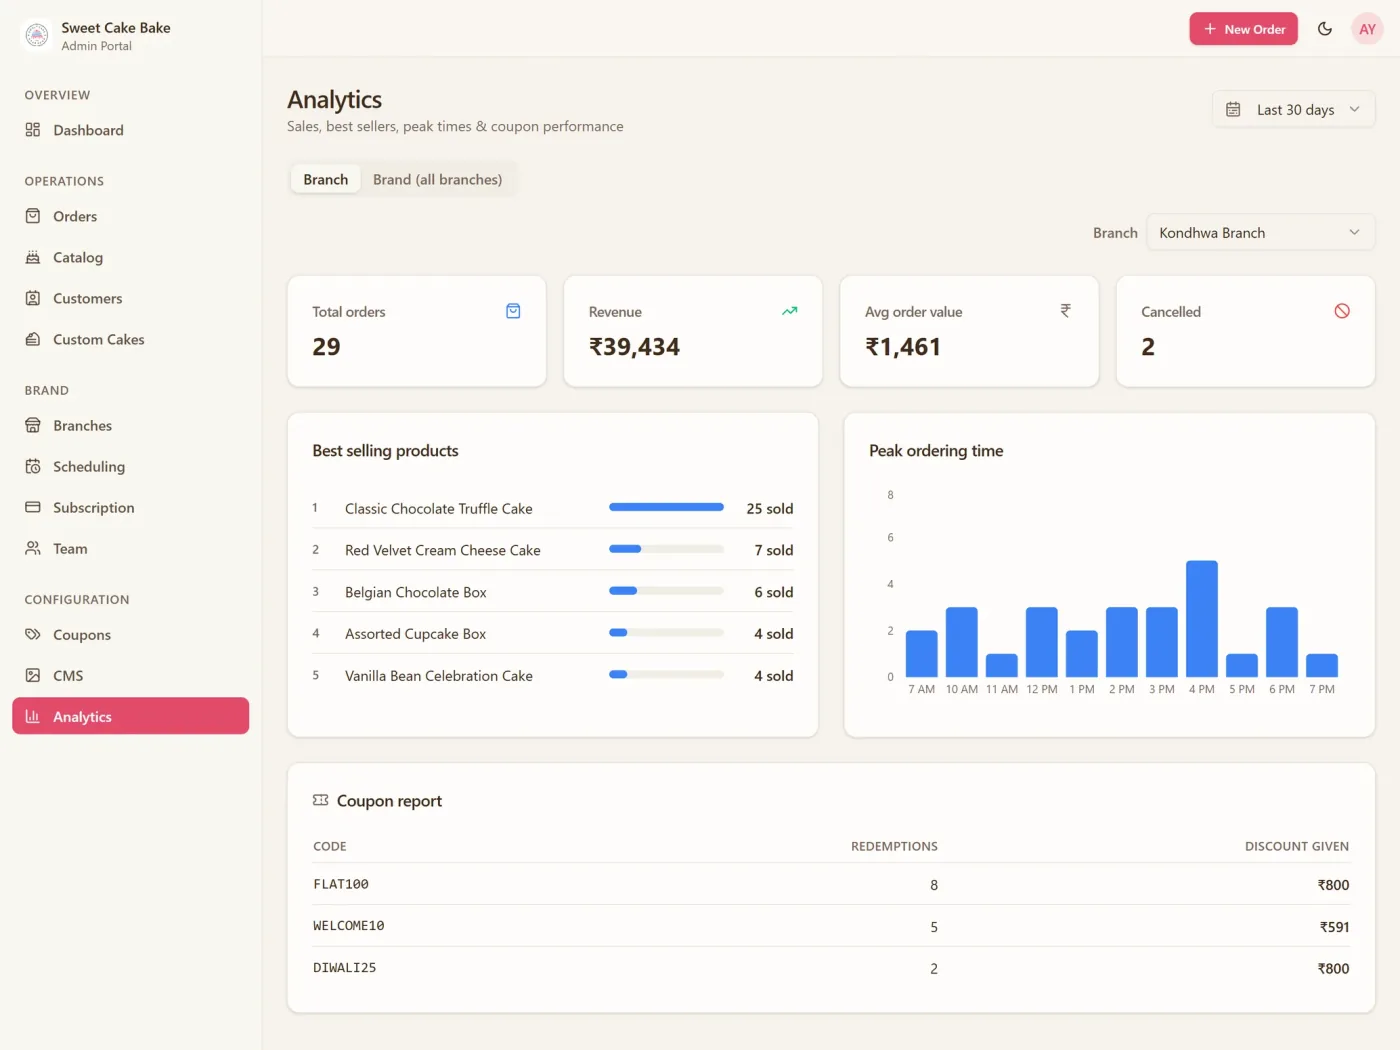 Sweet Cake Bake
Admin Portal
New Order
AY
OVERVIEW
Dashboard
OPERATIONS
Orders
Catalog
Customers
Custom Cakes
BRAND
Branches
Scheduling
Subscription
Team
CONFIGURATION
Coupons
CMS
Analytics
Analytics
Sales, best sellers, peak times & coupon performance
Last 30 days
Branch
Brand (all branches)
Branch
Kondhwa Branch
Total orders
29
Revenue
₹39,434
Avg order value
₹
₹1,461
Cancelled
2
Best selling products
1 Classic Chocolate Truffle Cake 25 sold
2 Red Velvet Cream Cheese Cake 7 sold
3 Belgian Chocolate Box 6 sold
4 Assorted Cupcake Box 4 sold
5 Vanilla Bean Celebration Cake 4 sold
Peak ordering time
8
6
4
2
0
7 AM 10 AM 11 AM 12 PM 1 PM 2 PM 3 PM 4 PM 5 PM 6 PM 7 PM
Coupon report
CODE REDEMPTIONS DISCOUNT GIVEN
FLAT100 8 ₹800
WELCOME10 5 ₹591
DIWALI25 2 ₹800